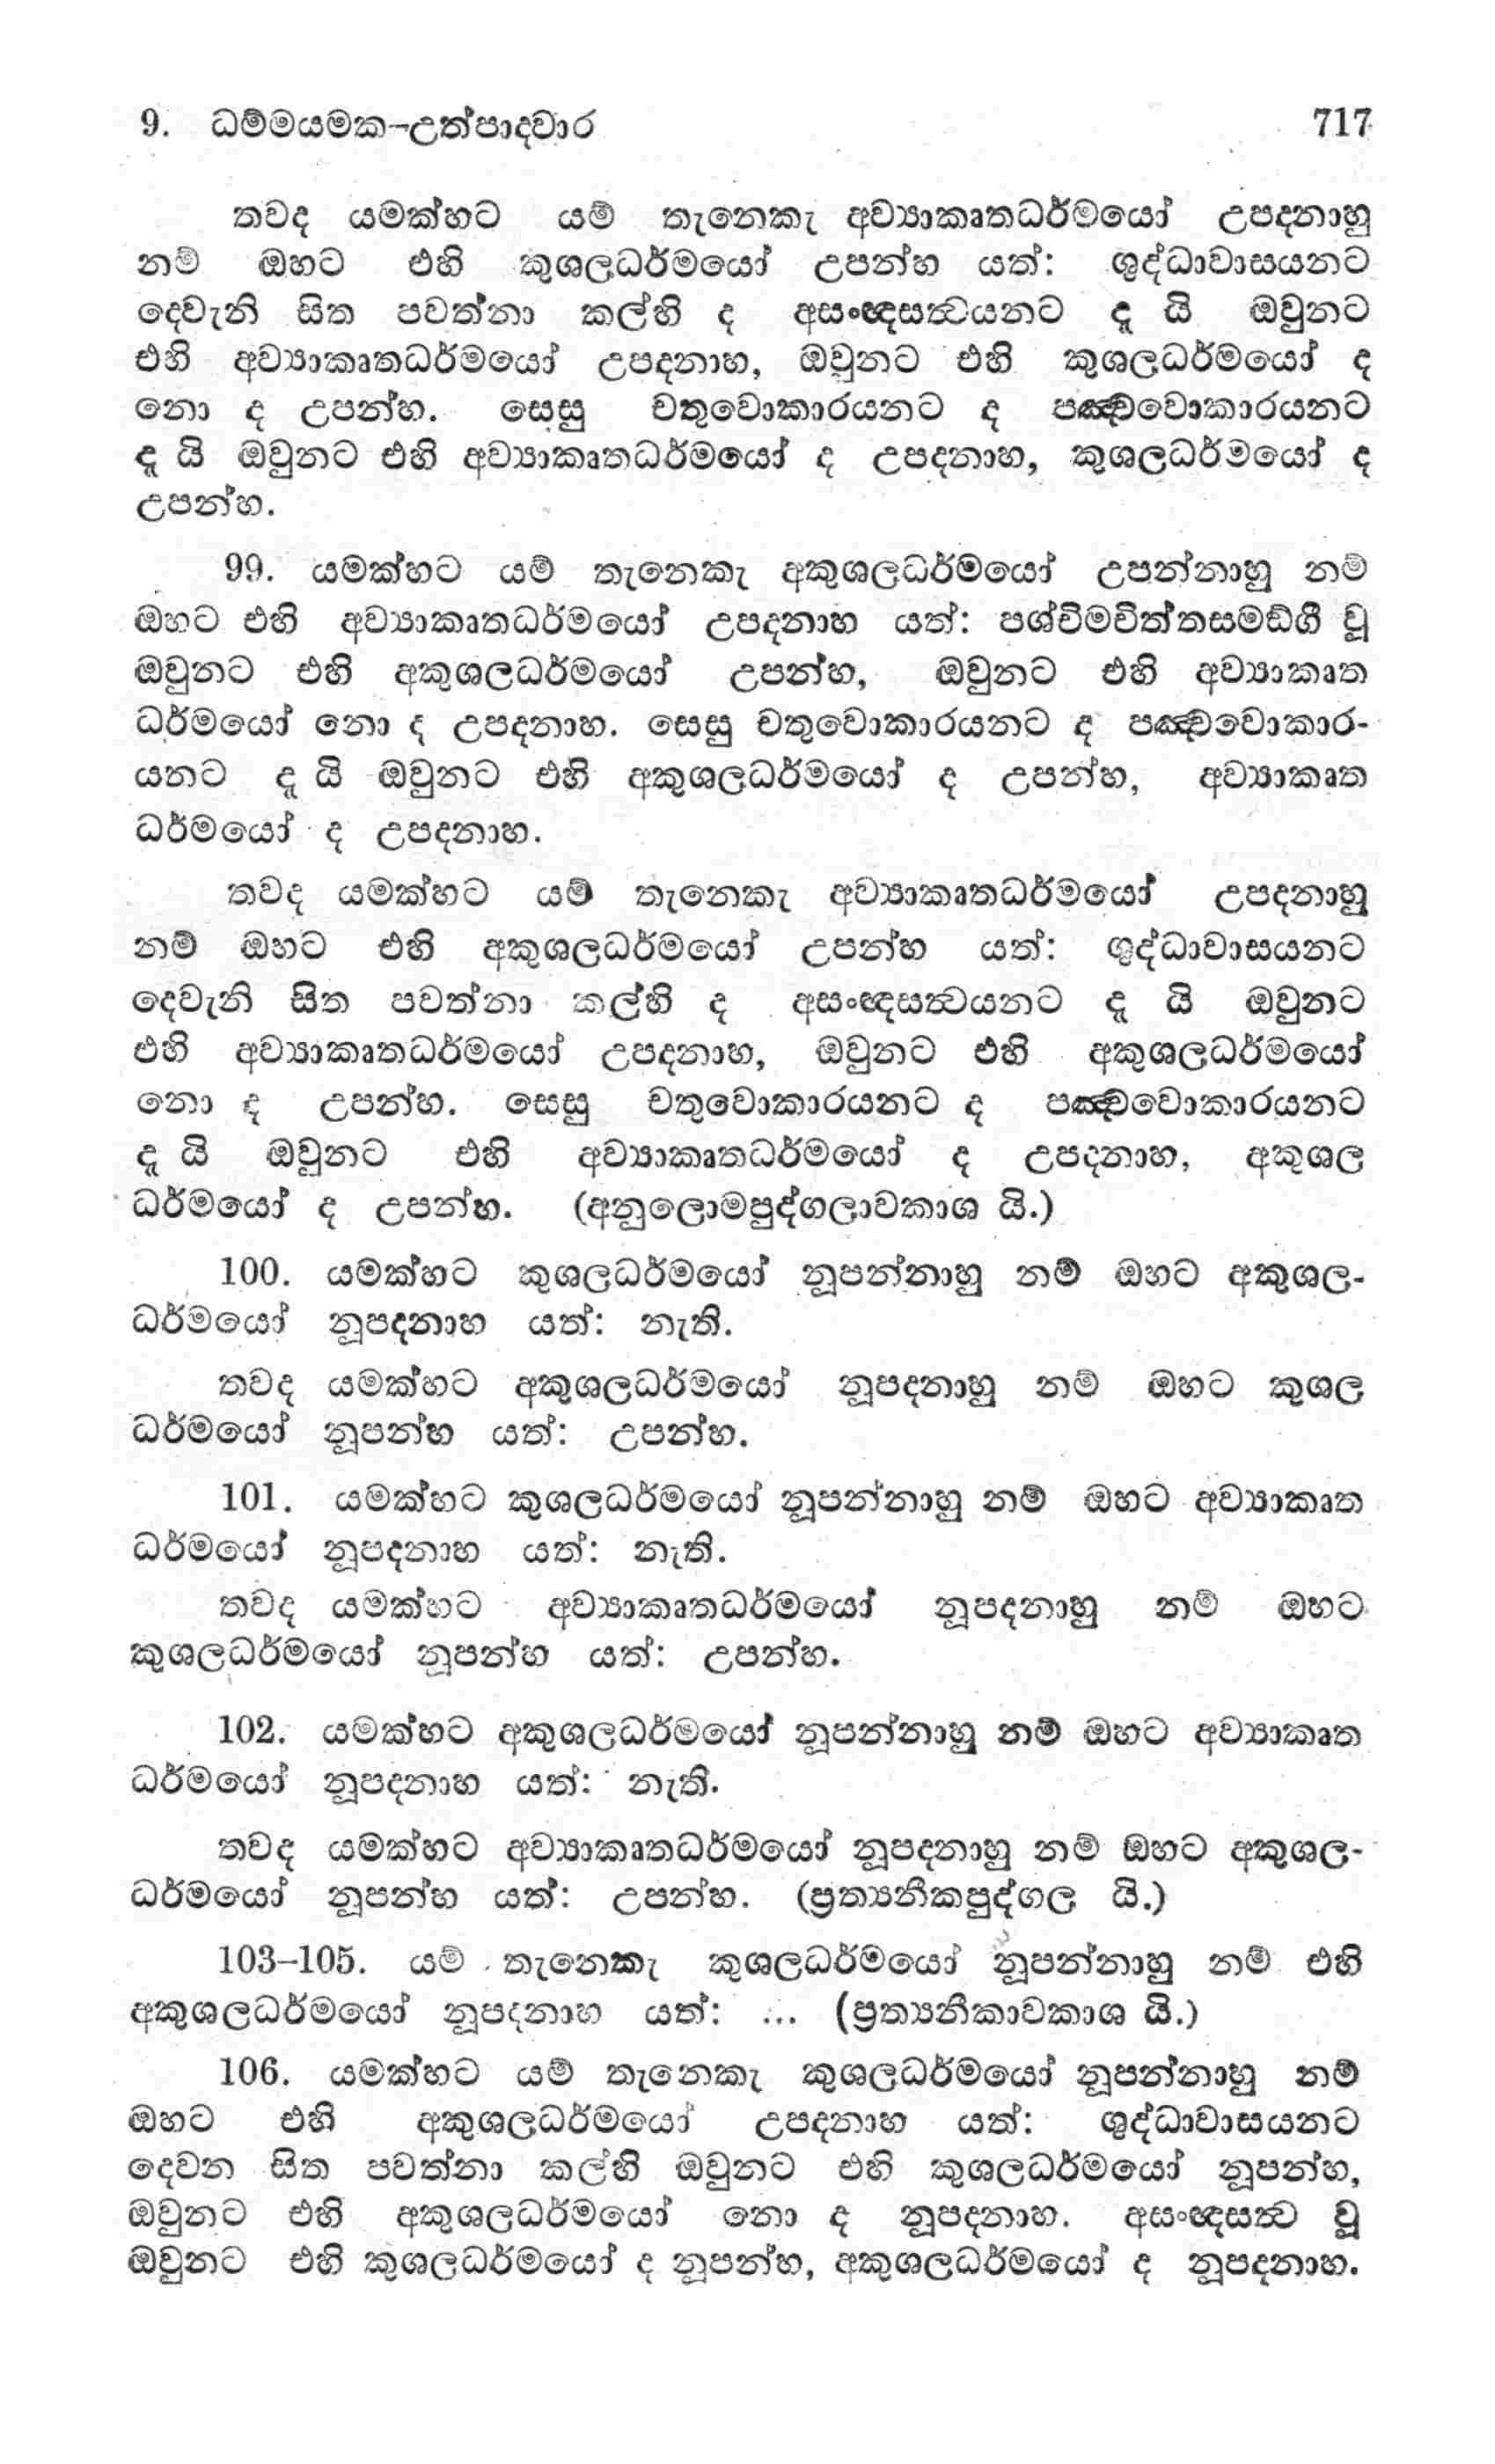 9. ධම්මයමක-උත්පාදවාර 717
තවද යමක්හට යම් තැනෙකැ අව්‍යාකෘතධර්මයෝ උපදනාහු
නම් ඔහට එහි කුශලධර්මයෝ උපන්හ යත්: ශුද්ධාවාසයනට
දෙවැනි සිත පවත්නා කල්හි ද අසංඥසත්‍වයනට ද යි ඔවුනට
එහි අව්‍යාකෘතධර්මයෝ උපදනාහ, ඔවුනට එහි කුශලධර්මයෝ ද
නො ද උපන්හ. සෙසු චතුවොකාරයනට ද පඤ්චවොකාරයනට
ද යි ඔවුනට එහි අව්‍යාකෘතධර්මයෝ ද උපදනාහ, කුශලධර්මයෝ ද
උපන්හ.
99. යමක්හට යම් තැනෙකැ අකුශලධර්මයෝ උපන්නාහු නම්
ඔහට එහි අව්‍යාකෘතධර්මයෝ උපදනාහ යත්: පශ්චිමචිත්තසමඞ්ගී වූ
ඔවුනට එහි අකුශලධර්මයෝ උපන්හ, ඔවුනට එහි අව්‍යාකෘත
ධර්මයෝ නො ද උපදනාහ. සෙසු චතුවොකාරයනට ද පඤ්චවොකාර-
යනට දැ යි ඔවුනට එහි අකුශලධර්මයෝ ද උපන්හ, අව්‍යාකෘත
ධර්මයෝ ද උපදනාහ.
තවද යමක්හට යම් තැනෙකැ අව්‍යාකෘතධර්මයෝ උපදනාහු
නම් ඔහට එහි අකුශලධර්මයෝ උපන්හ යත්: ශුද්ධාවාසයනට
දෙවැනි සිත පවත්නා කල්හි ද අසංඥසත්‍වයනට දැ යි ඔවුනට
එහි අව්‍යාකෘතධර්මයෝ උපදනාහ, ඔවුනට එහි අකුශලධර්මයෝ
නො ද උපන්හ. සෙසු චතුවොකාරයනට ද පඤ්චවොකාරයනට
දැ යි ඔවුනට එහි අව්‍යාකෘතධර්මයෝ ද උපදනාහ, අකුශල
ධර්මයෝ ද උපන්හ. (අනුලොමපුද්ගලාවකාශ යි.)
100. යමක්හට කුශලධර්මයෝ නූපන්නාහු නම් ඔහට අකුශල-
ධර්මයෝ නූපදනාහ යත්: නැති.
තවද යමක්හට අකුශලධර්මයෝ නූපදනාහු නම් ඔහට කුශල
ධර්මයෝ නූපන්හ යත්: උපන්හ.
101. යමක්හට කුශලධර්මයෝ නූපන්නාහු නම් ඔහට අව්‍යාකෘත
ධර්මයෝ නූපදනාහ යත්: නැති.
තවද යමක්හට අව්‍යාකෘතධර්මයෝ නූපදනාහු නම් ඔහට
කුශලධර්මයෝ නූපන්හ යත්: උපන්හ.
102. යමක්හට අකුශලධර්මයෝ නූපන්නාහු නම් ඔහට අව්‍යාකෘත
ධර්මයෝ නූපදනාහ යත්: නැති.
තවද යමක්හට අව්‍යාකෘතධර්මයෝ නූපදනාහු නම් ඔහට අකුශල-
ධර්මයෝ නූපන්හ යත්: උපන්හ. (ප්‍රත්‍යනීකපුද්ගල යි.)
103–105. යම් තැනෙකැ කුශලධර්මයෝ නූපන්නාහු නම් එහි
අකුශලධර්මයෝ නූපදනාහ යත්: ... (ප්‍රත්‍යනීකාවකාශ යි.)
106. යමක්හට යම් තැනෙකැ කුශලධර්මයෝ නූපන්නාහු නම්
ඔහට එහි අකුශලධර්මයෝ උපදනාහ යත්: ශුද්ධාවාසයනට
දෙවන සිත පවත්නා කල්හි ඔවුනට එහි කුශලධර්මයෝ නූපන්හ,
ඔවුනට එහි අකුශලධර්මයෝ නො ද නූපදනාහ. අසංඥසත්‍ව වූ
ඔවුනට එහි කුශලධර්මයෝ ද නූපන්හ, අකුශලධර්මයෝ ද නූපදනාහ.